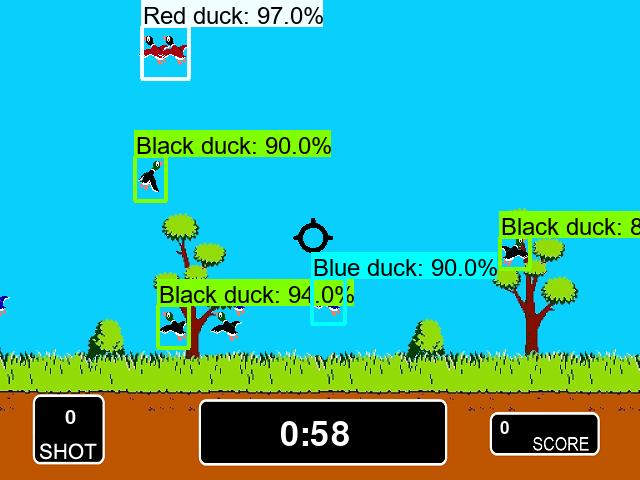 Red duck: 97.0%
Black duck: 90.0%
Black duck: 8
Blue duck: 90.0%
Black duck: 94.0%
0
SHOT
0:58
0
SCORE